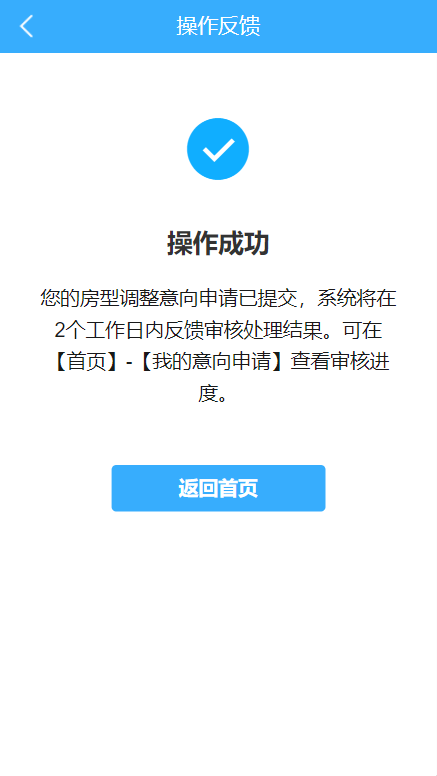 操作反馈
操作成功
您的房型调整意向申请已提交，系统将在
2个工作日内反馈审核处理结果。可在
【首页】-【我的意向申请】查看审核进
度。
返回首页